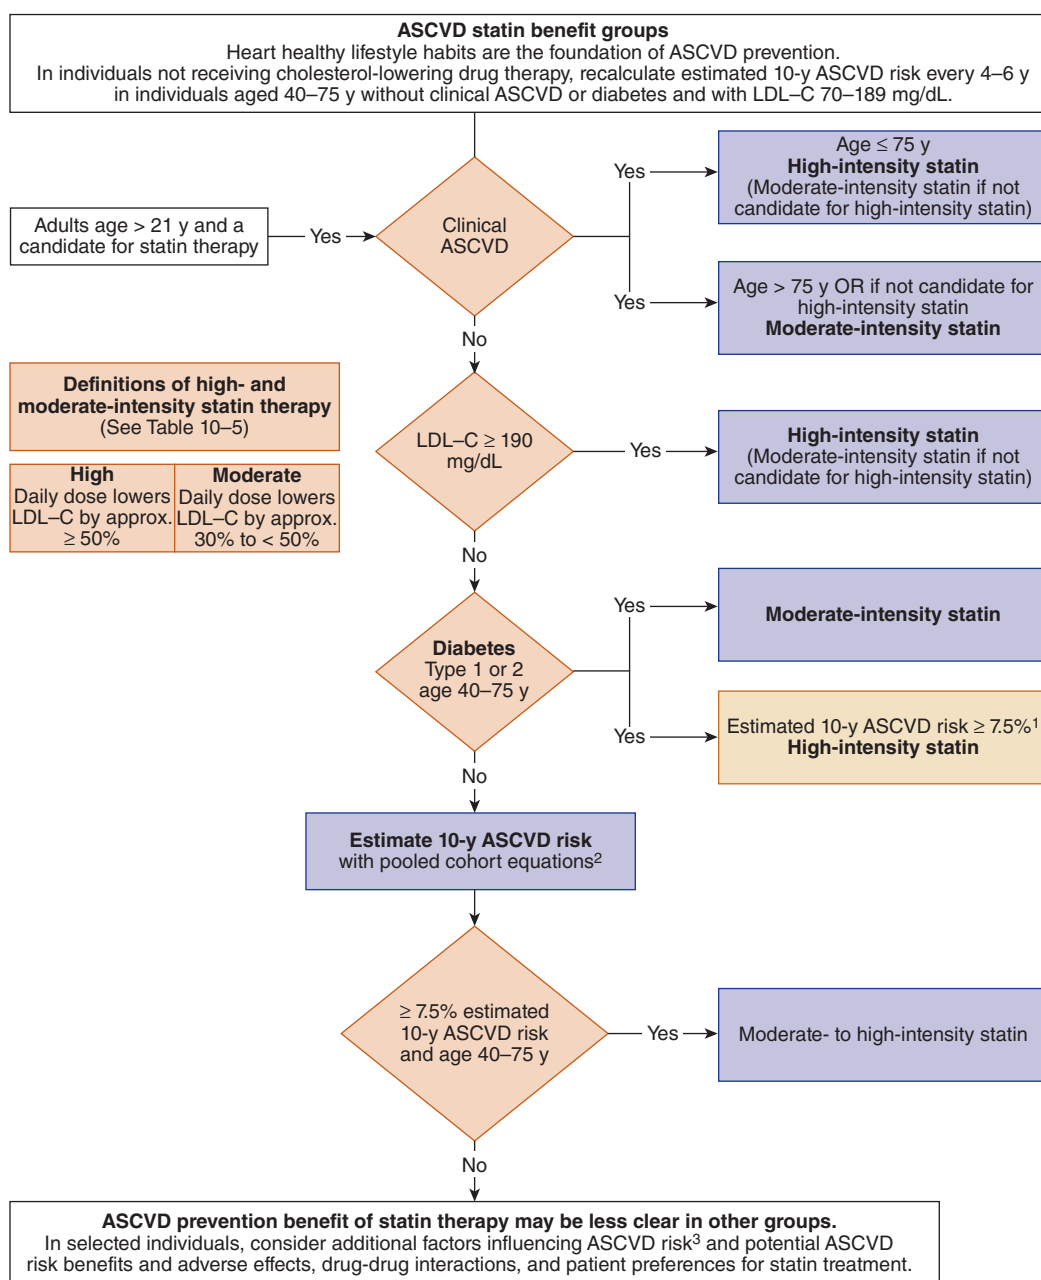 ASCVD statin benefit groups
Heart healthy lifestyle habits are the foundation of ASCVD prevention.
In individuals not receiving cholesterol-lowering drug therapy, recalculate estimated 10-y ASCVD risk every 4–6 y
in individuals aged 40–75 y without clinical ASCVD or diabetes and with LDL–C 70–189 mg/dL.
Adults age > 21 y and a
candidate for statin therapy
Yes
Clinical
ASCVD
Yes
Age ≤ 75 y
High-intensity statin
(Moderate-intensity statin if not
candidate for high-intensity statin)
Yes
Age > 75 y OR if not candidate for
high-intensity statin
Moderate-intensity statin
No
Definitions of high- and
moderate-intensity statin therapy
(See Table 10–5)
High
Daily dose lowers
LDL–C by approx.
≥ 50%
Moderate
Daily dose lowers
LDL–C by approx.
30% to < 50%
LDL–C ≥ 190
mg/dL
Yes
High-intensity statin
(Moderate-intensity statin if not
candidate for high-intensity statin)
No
Diabetes
Type 1 or 2
age 40–75 y
Yes
Moderate-intensity statin
Yes
Estimated 10-y ASCVD risk ≥ 7.5%¹
High-intensity statin
No
Estimate 10-y ASCVD risk
with pooled cohort equations²
≥ 7.5% estimated
10-y ASCVD risk
and age 40–75 y
Yes
Moderate- to high-intensity statin
No
ASCVD prevention benefit of statin therapy may be less clear in other groups.
In selected individuals, consider additional factors influencing ASCVD risk³ and potential ASCVD
risk benefits and adverse effects, drug-drug interactions, and patient preferences for statin treatment.